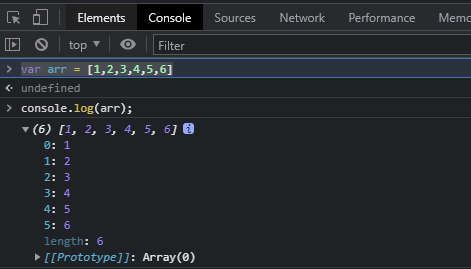 Elements Console Sources Network
top Filter
> var arr = [1,2,3,4,5,6]
undefined
> console.log(arr);
(6) [1, 2, 3, 4, 5, 6] i
0: 1
1: 2
2: 3
3: 4
4: 5
5: 6
length: 6
[[Prototype]]: Array(0)